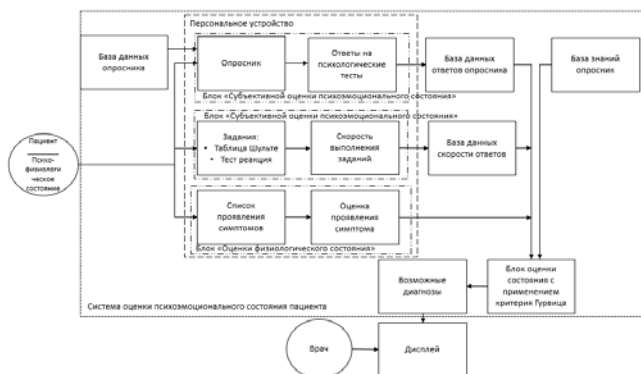 Персональное устройство
База данных
опросника
Опросник
Ответы на
психологические
тесты
База данных
ответов опросника
База знаний
опросник
Блок «Субъективной оценки психоэмоционального состояния»
Блок «Субъективной оценки психоэмоционального состояния»
Пациент
Психо-
физиологи
ческое
состояние
Задания:
• Таблица Шульте
• Тест реакция
Скорость
выполнения
заданий
База данных
скорости ответов
Список
проявления
симптомов
Оценка
проявления
симптома
Блок «Оценки физиологического состояния»
Возможные
диагнозы
Блок оценки
состояния с
применением
критерия Гурвица
Система оценки психоэмоционального состояния пациента
Врач
Дисплей